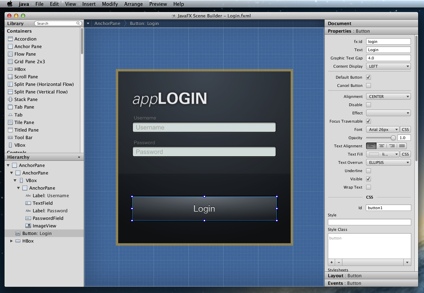 java File Edit View Insert Modify Arrange Preview Help
JavaFX Scene Builder - Login.fxml
Library Search
Containers
Accordion
Anchor Pane
Flow Pane
Grid Pane 2x3
HBox
Scroll Pane
Split Pane (Horizontal Flow)
Split Pane (Vertical Flow)
Stack Pane
Tab
Tile Pane
Titled Pane
Tool Bar
VBox
Controls
Hierarchy
AnchorPane
AnchorPane
VBox
AnchorPane
Label: Username
TextField
Label: Password
PasswordField
ImageView
Button: Login
HBox
AnchorPane Button: Login
appLOGIN
Username
Username
Password
Password
Login
Document
Properties : Button
fx:id login
Text Login
Graphic Text Gap 4.0
Content Display LEFT
Default Button
Cancel Button
Alignment CENTER
Disable
Effect
Focus Traversable
Font Arial 20px CSS
Opacity 1.0
Text Alignment
Text Fill CSS
Text Overrun ELLIPSIS
Underline
Visible
Wrap Text
CSS
id button1
Style
Style Class
button
Stylesheets
Layout : Button
Events : Button